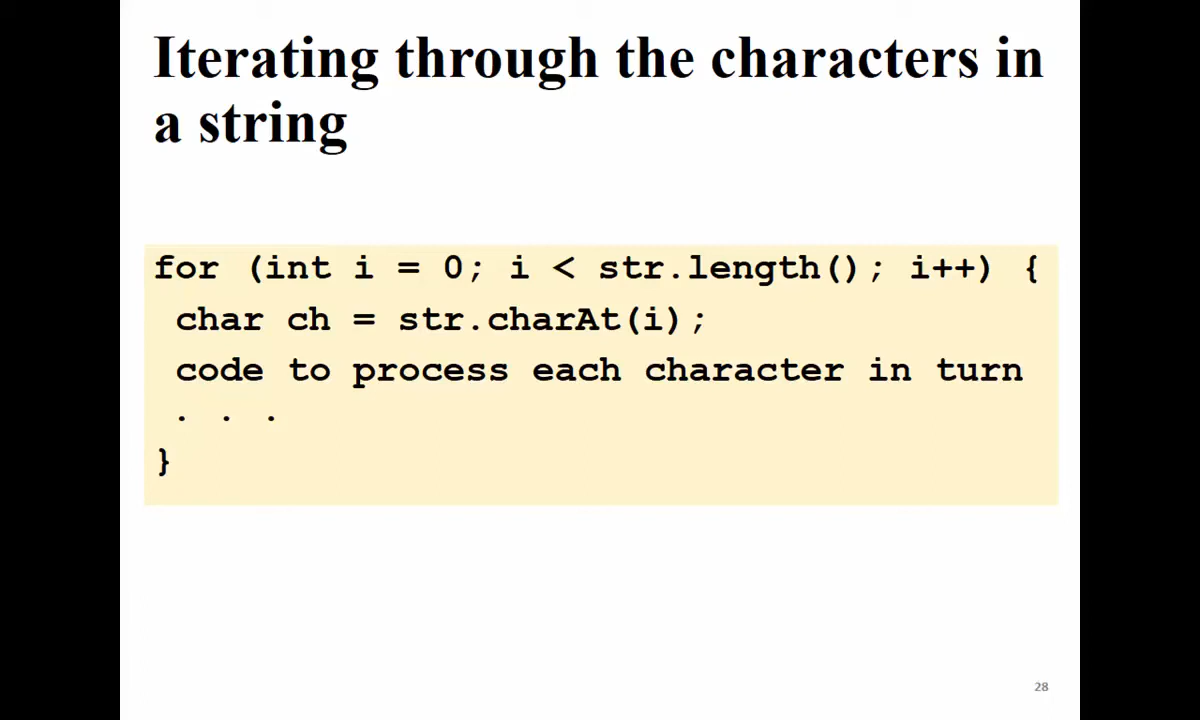 Iterating through the characters in
a string
for (int i = 0; i < str.length(); i++) {
char ch = str.charAt(i);
code to process each character in turn
. . .
}
28